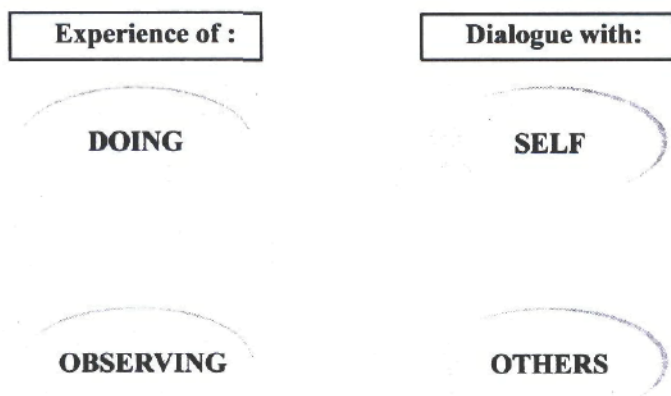 Experience of :
Dialogue with:
DOING
SELF
OBSERVING
OTHERS